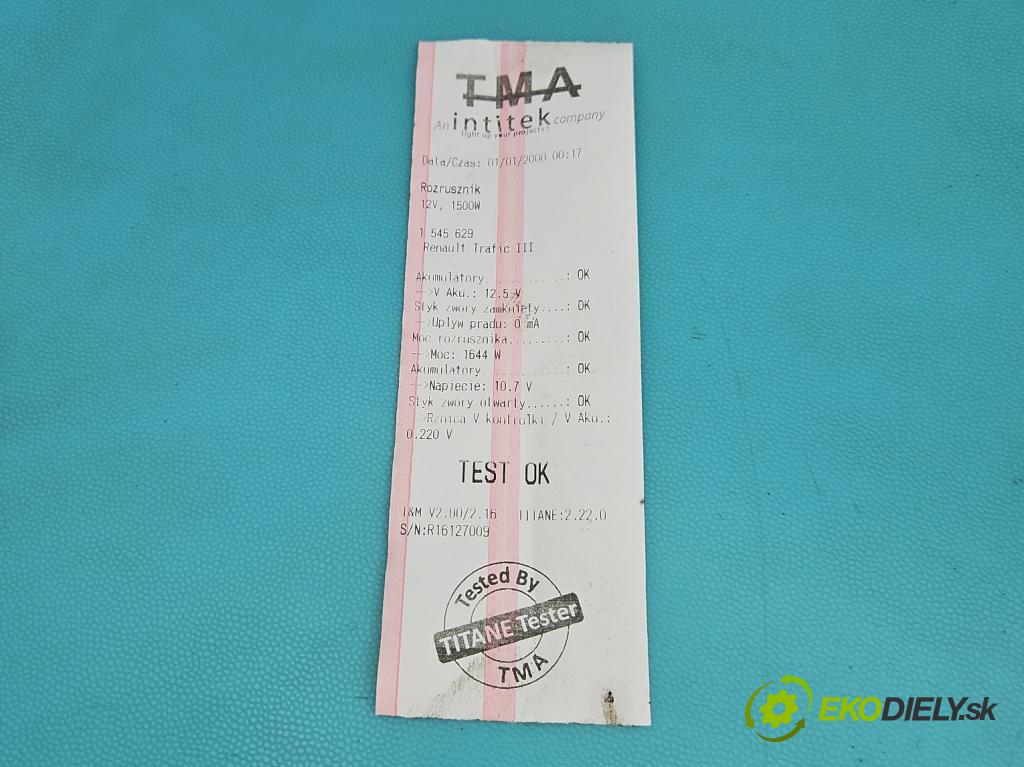 TMA
An intitek company
light up your projects!
Data/Czas: 01/01/2000 00:17
Rozrusznik
12V, 1500W
1 545 629
Renault Trafic III
Akumulatory............: OK
-->V Aku.: 12.5 V
Styk zwory zamkniety....: OK
-->Uplyw pradu: 0 mA
Moc rozrusznika.........: OK
-->Moc: 1644 W
Akumulatory............: OK
-->Napiecie: 10.7 V
Styk zwory otwarty......: OK
-->Rznica V kontrolki / V Aku.:
0.220 V
TEST OK
T&M V2.00/2.16 TITANE:2.22.0
S/N:R16127009
Tested By
TITANE Tester
TMA
EKODIELY.sk